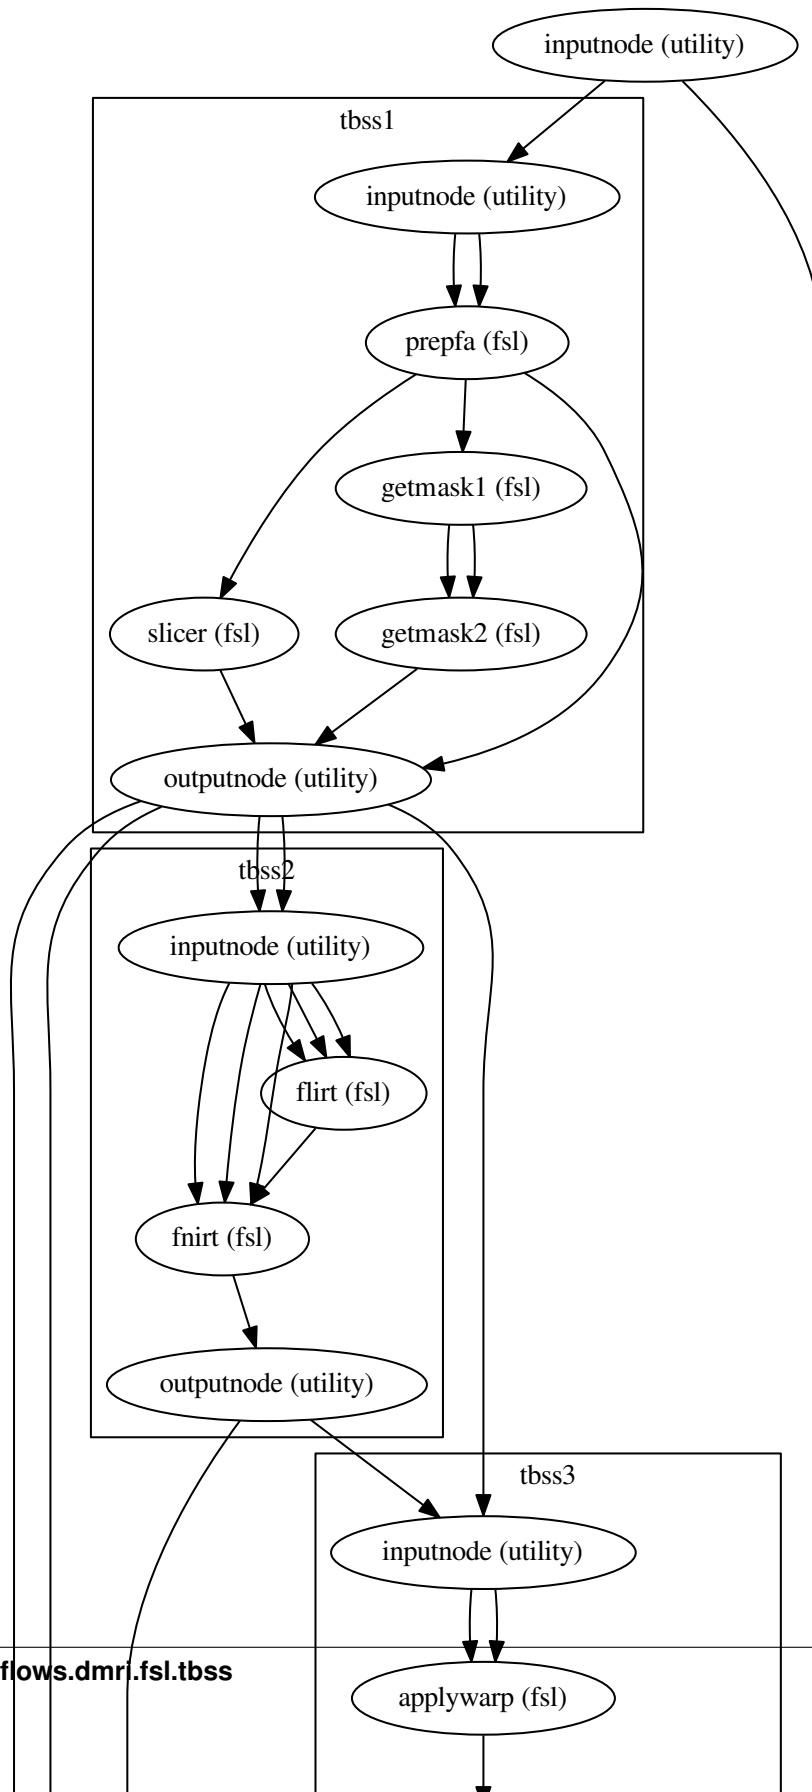 inputnode (utility)
tbss1
inputnode (utility)
prepfa (fsl)
getmask1 (fsl)
slicer (fsl)
getmask2 (fsl)
outputnode (utility)
tbss2
inputnode (utility)
flirt (fsl)
fnirt (fsl)
outputnode (utility)
tbss3
inputnode (utility)
flows.dmri.fsl.tbss
applywarp (fsl)